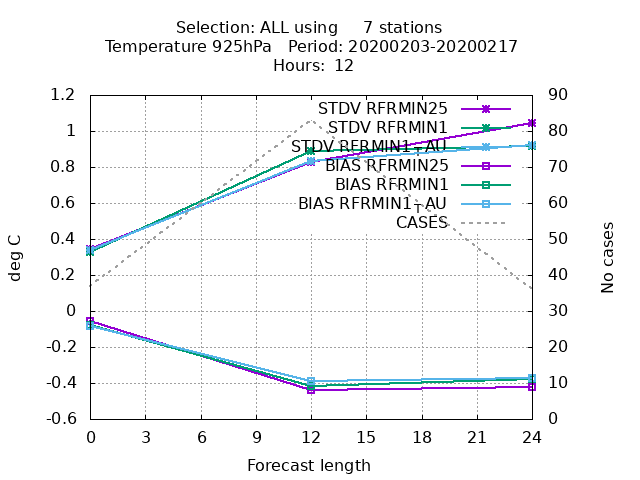 Selection: ALL using     7 stations
Temperature 925hPa   Period: 20200203-20200217
Hours:  12
1.2
1
0.8
0.6
0.4
0.2
0
-0.2
-0.4
-0.6
90
80
70
60
50
40
30
20
10
0
STDV RFRMIN25
STDV RFRMIN1
STDV RFRMIN1_TAU
BIAS RFRMIN25
BIAS RFRMIN1
BIAS RFRMIN1_TAU
CASES
deg C
No cases
0 3 6 9 12 15 18 21 24
Forecast length